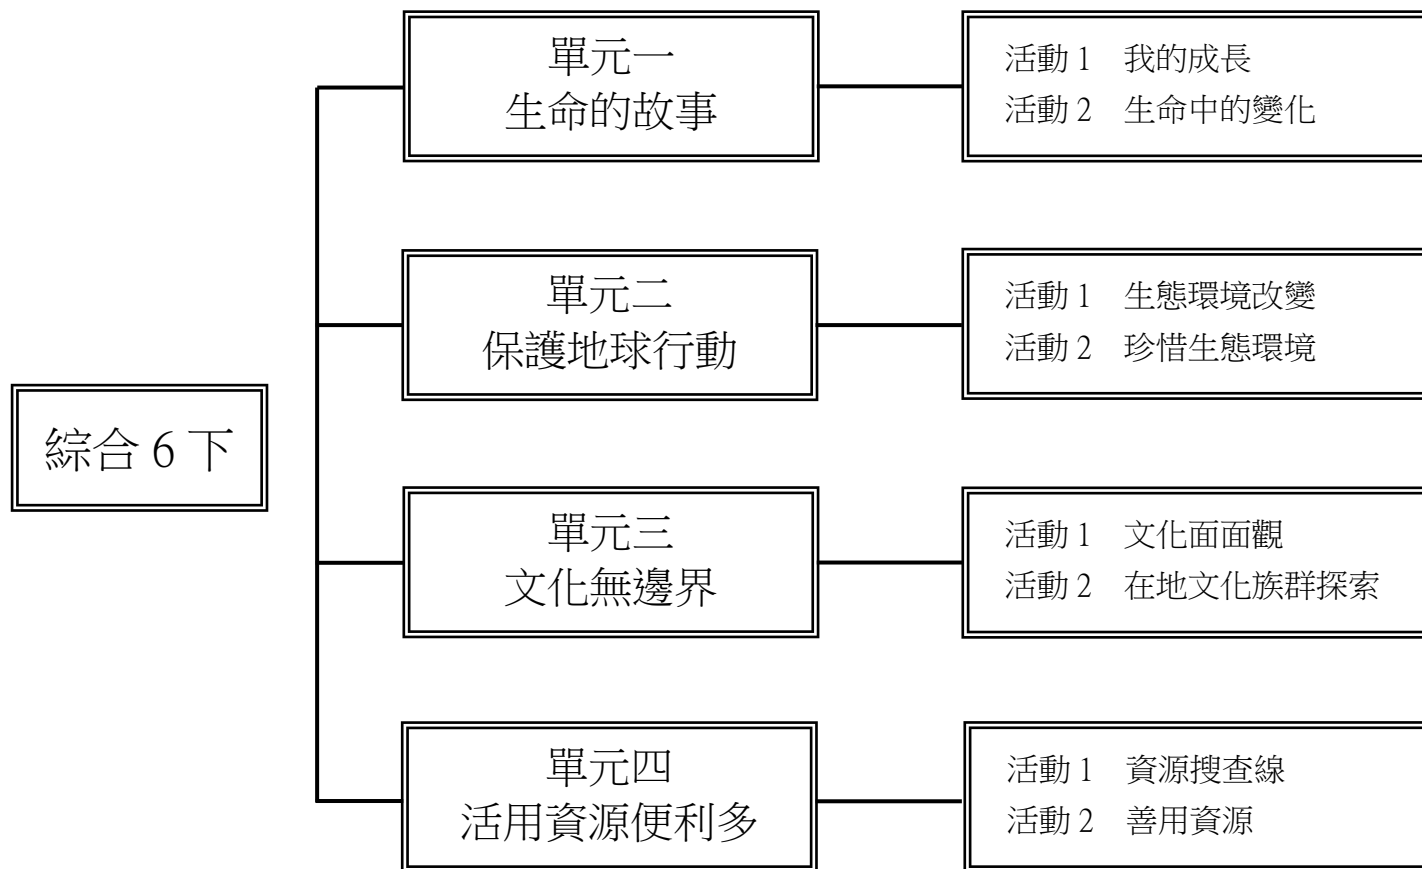 綜合 6 下
單元一
生命的故事
活動 1　我的成長
活動 2　生命中的變化
單元二
保護地球行動
活動 1　生態環境改變
活動 2　珍惜生態環境
單元三
文化無邊界
活動 1　文化面面觀
活動 2　在地文化族群探索
單元四
活用資源便利多
活動 1　資源搜查線
活動 2　善用資源